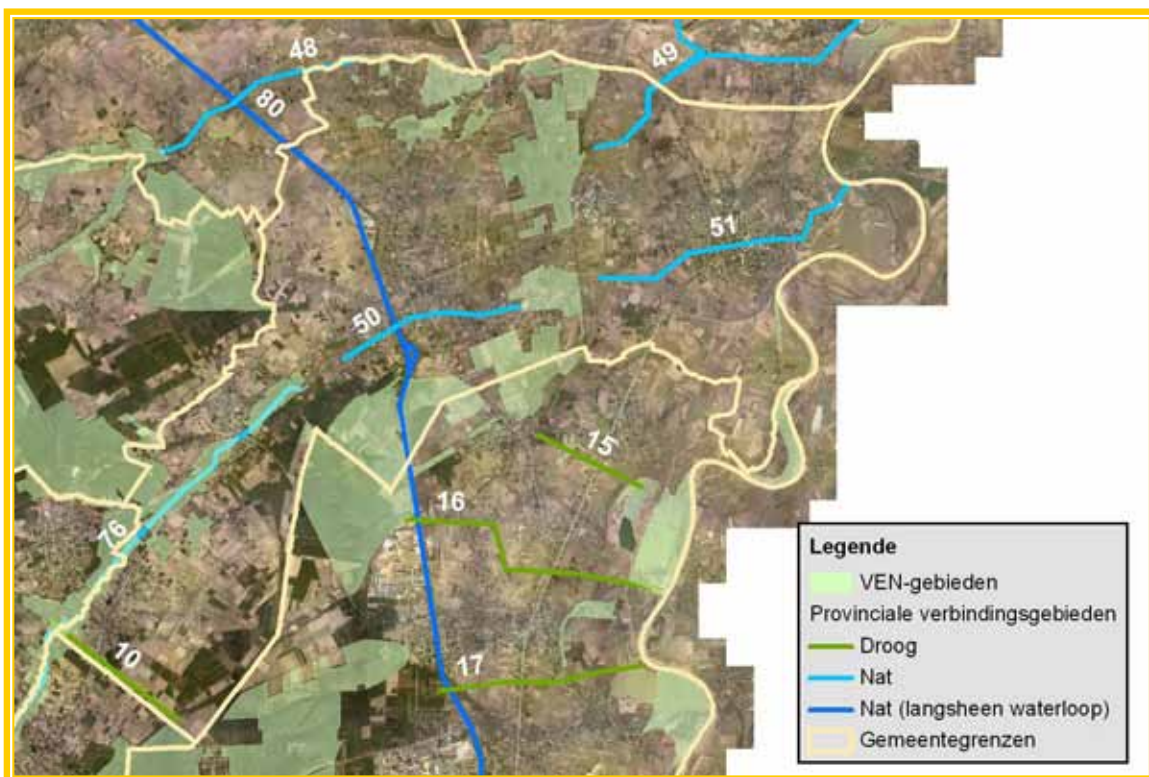 48
49
80
51
50
15
16
76
10
17
Legende
VEN-gebieden
Provinciale verbindingsgebieden
Droog
Nat
Nat (langsheen waterloop)
Gemeentegrenzen